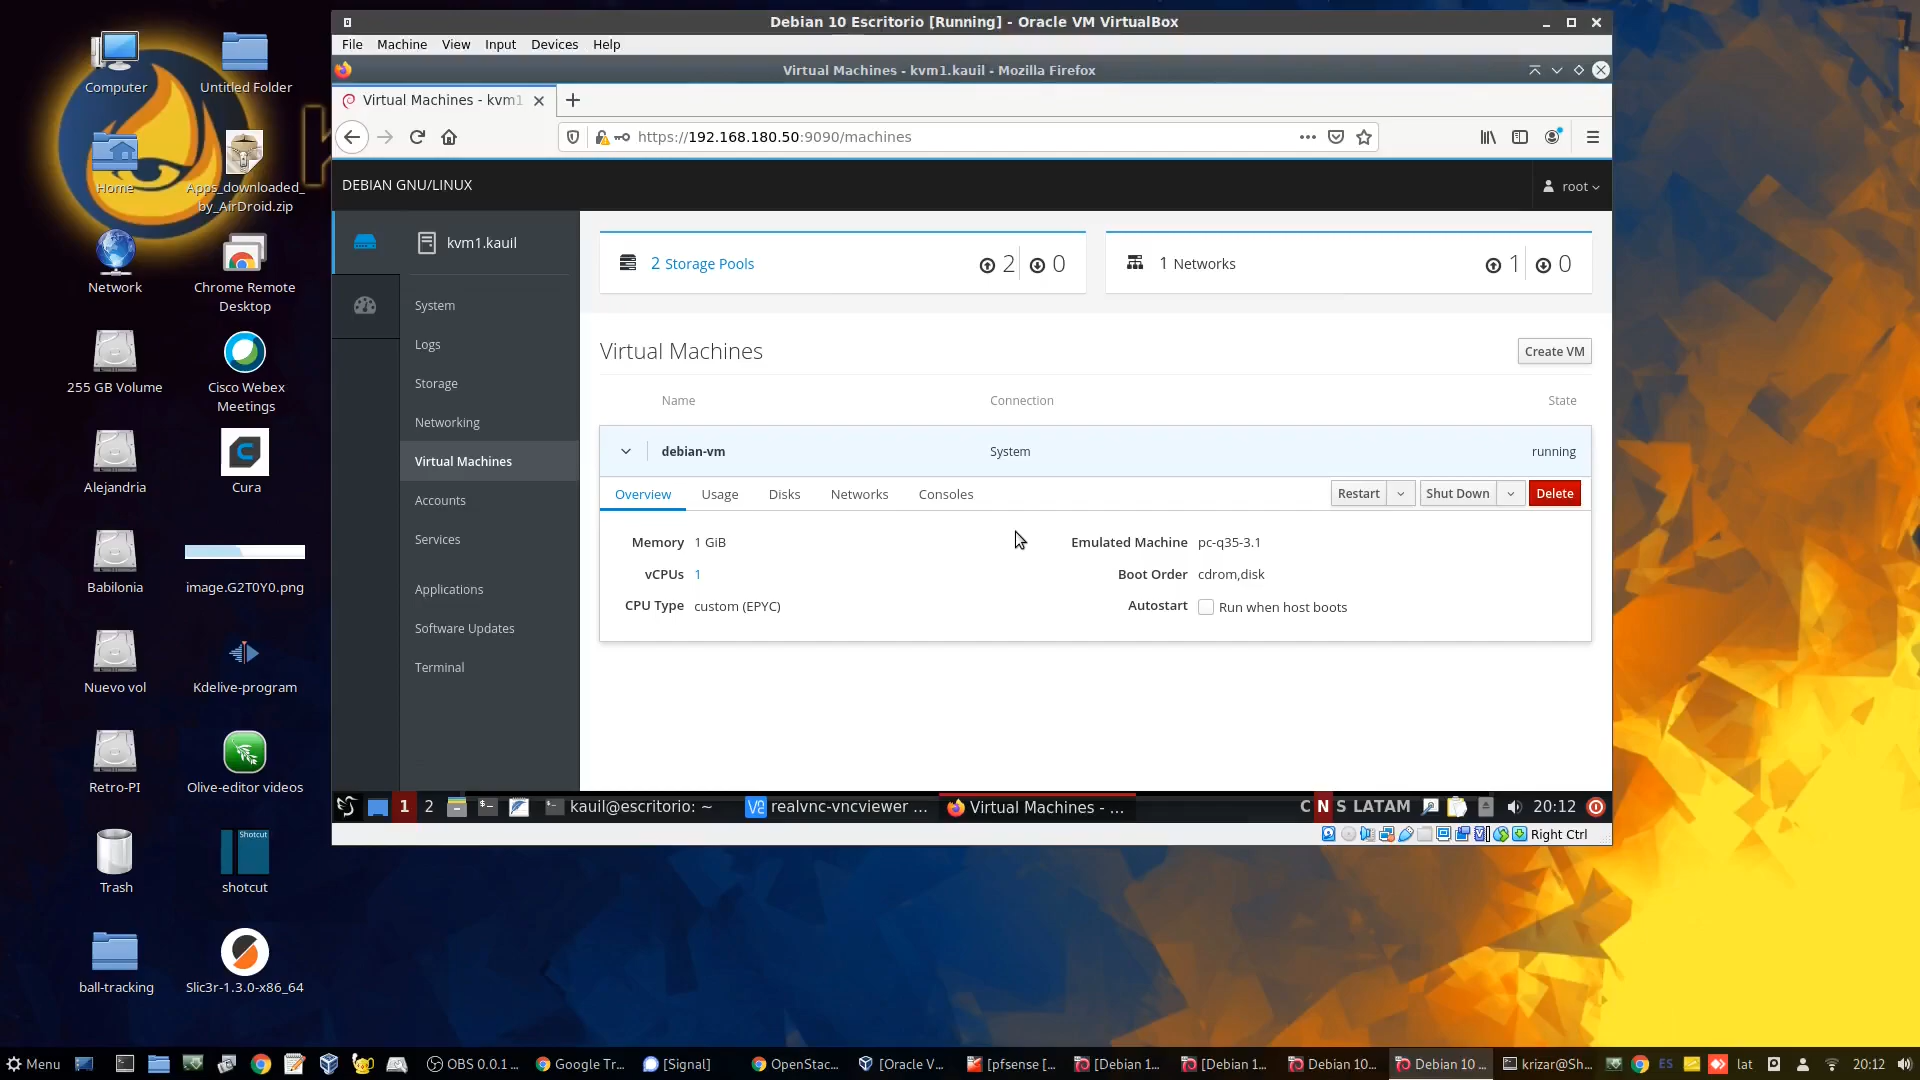 Debian 10 Escritorio [Running] - Oracle VM VirtualBox
File Machine View Input Devices Help
Virtual Machines - kvm1.kauil - Mozilla Firefox
Virtual Machines - kvm1
https://192.168.180.50:9090/machines
DEBIAN GNU/LINUX
root
kvm1.kauil
System
Logs
Storage
Networking
Virtual Machines
Accounts
Services
Applications
Software Updates
Terminal
2 Storage Pools
2
0
1 Networks
1
0
Virtual Machines
Create VM
Name Connection State
debian-vm System running
Overview Usage Disks Networks Consoles
Restart
Shut Down
Delete
Memory 1 GiB
vCPUs 1
CPU Type custom (EPYC)
Emulated Machine pc-q35-3.1
Boot Order cdrom,disk
Autostart Run when host boots
1 2 kauil@escritorio: ~ realvnc-vncviewer ... Virtual Machines - ... C N S LATAM 20:12
Right Ctrl
Computer
Untitled Folder
Home
Apps_downloaded_
by_AirDroid.zip
Network
Chrome Remote
Desktop
255 GB Volume
Cisco Webex
Meetings
Alejandria
Cura
Babilonia
image.G2T0Y0.png
Nuevo vol
Kdelive-program
Retro-PI
Olive-editor videos
Trash
Shotcut
shotcut
ball-tracking
Slic3r-1.3.0-x86_64
Menu OBS 0.0.1 ... Google Tr... [Signal] OpenStac... [Oracle V... [pfsense [... [Debian 1... [Debian 1... Debian 10... Debian 10 ... krizar@Sh... ES lat 20:12